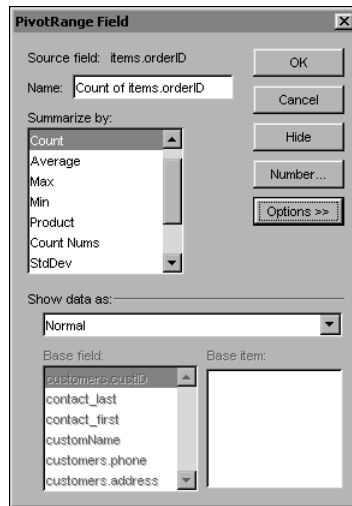 PivotRange Field
Source field: items.orderID
OK
Name: Count of items.orderID
Cancel
Summarize by:
Count
Average
Max
Min
Product
Count Nums
StdDev
Hide
Number...
Options >>
Show data as:
Normal
Base field:
Base item:
customers.custID
contact_last
contact_first
customName
customers.phone
customers.address